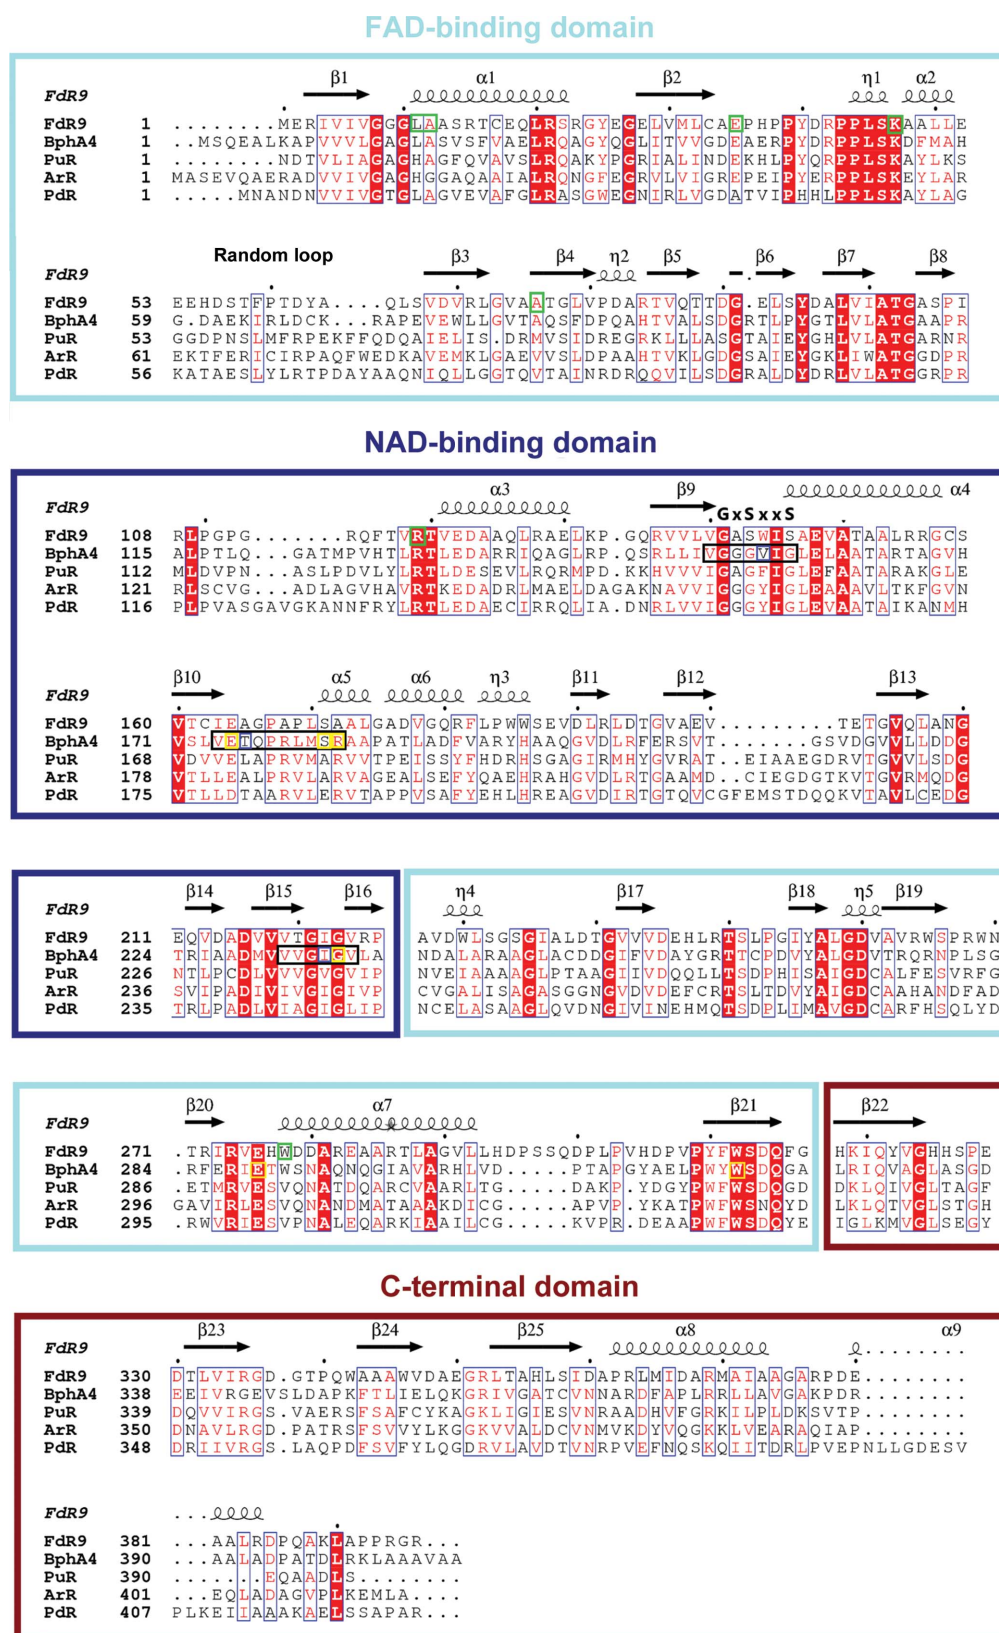 FAD-binding domain
β1 α1 β2 η1 α2
FdR9
FdR9 1 ........MERIVIVGGGLAASRTCEQLRSRGYEGELVMLCAEPHPPYDRPPLSKAALLE
BphA4 1 ..MSQEALKAPVVVLGAGLASVSFVAELRQAGYQGLITVVGDEAERPYDRPPLSKDFMAH
PuR 1 ........NDTVLIAGAGHAGFQVAVSLRQAKYPGRIALINDEKHLPYQRPPLSKAYLKS
ArR 1 MASEVQAERADVVIVGAGHGGAQAAIALRQNGFEGRVLVIGREPEIPYERPPLSKEYLAR
PdR 1 .....MNANDNVVIVGTGLAGVEVAFGLRASGWEGNIRLVGDATVIPHHLPPLSKAYLAG
Random loop β3 β4 η2 β5 β6 β7 β8
FdR9
FdR9 53 EEHDSTFPTDYA....QLSVDVRLGVAATGLVPDARTVQTTDG.ELSYDALVIATGASPI
BphA4 59 G.DAEKIRLDCK...RAPEVEWLLGVTAQSFDPQAHTVALSDGRTLPYGTLVLATGAAPR
PuR 53 GGDPNSLMFRPEKFFQDQAIELIS.DRMVSIDREGRKLLLASGTAIEYGHLVLATGARNR
ArR 61 EKTFERICIRPAQFWEDKAVEMKLGAEVVSLDPAAHTVKLGDGSAIEYGKLIWATGGDPR
PdR 56 KATAESLYLRTPDAYAAQNIQLLGGTQVTAINRDRQQVILSDGRALDYDRLVLATGGRPR
NAD-binding domain
α3 β9 α4
FdR9
GxSxxS
FdR9 108 RLPGPG.......RQFTVRTVEDAAQLRAELKP.GQRVVLVGASWISAEVATAALRRGCS
BphA4 115 ALPTLQ...GATMPVHTLRTLEDARRIQAGLRP.QSRLLIVGGGVIGLELAATARTAGVH
PuR 112 MLDVPN...ASLPDVLYLRTLDESEVLRQRMPD.KKHVVVIGAGFIGLEFAATARAKGLE
ArR 121 RLSCVG...ADLAGVHAVRTKEDADRLMAELDAGAKNAVVIGGGYIGLEAAAVLTKFGVN
PdR 116 PLPVASGAVGKANNFRYLRTLEDAECIRRQLIA.DNRLVVIGGGYIGLEVAATAIKANMH
β10 α5 α6 η3 β11 β12 β13
FdR9
FdR9 160 VTCIEAGPAPLSAALGADVGQRFLPWWSEVDLRLDTGVAEV.........TETGVQLANG
BphA4 171 VSLVETQPRLMSRAAPATLADFVARYHAAQGVDLRFERSVT.......GSVDGVVLLDDG
PuR 168 VDVVELAPRVMARVVTPEISSYFHDRHSGAGIRMHYGVRAT..EIAAEGDRVTGVVLSDG
ArR 178 VTLLEALPRVLARVAGEALSEFYQAEHRAHGVDLRTGAAMD..CIEGDGTKVTGVRMQDG
PdR 175 VTLLDTAARVLERVTAPPVSAFYEHLHREAGVDIRTGTQVCGFEMSTDQQKVTAVLCEDG
β14 β15 β16 η4 β17 β18 η5 β19
FdR9
FdR9 211 EQVDADVVVTGIGVRP AVDWLSGSGIALDTGVVVDEHLRTSLPGIYALGDVAVRWSPRWN
BphA4 224 TRIAADMVVVGIGVLA NDALARAAGLACDDGIFVDAYGRTTCPDVYALGDVTRQRNPLSG
PuR 226 NTLPCDLVVVGVGVIP NVEIAAAAGLPTAAGIIVDQQLLTSDPHISAIGDCALFESVRFG
ArR 236 SVIPADIVIVGIGIVP CVGALISAGASGGNGVDVDEFCRTSLTDVYAIGDCAAHANDFAD
PdR 235 TRLPADLVIAGIGLIP NCELASAAGLQVDNGIVINEHMQTSDPLIMAVGDCARFHSQLYD
β20 α7 β21 β22
FdR9
FdR9 271 .TRIRVEHWDDAREAARTLAGVLLHDPSSQDPLPVHDPVPYFWSDQFG HKIQYVGHHSPE
BphA4 284 .RFERIETWSNAQNQGIAVARHLVD.....PTAPGYAELPWYWSDQGA LRIQVAGLASGD
PuR 286 .ETMRVESVQNATDQARCVAARLTG.....DAKP.YDGYPWFWSDQGD DKLQIVGLTAGF
ArR 296 GAVIRLESVQNANDMATAAAKDICG.....APVP.YKATPWFWSNQYD LKLQTVGLSTGH
PdR 295 .RWVRIESVPNALEQARKIAAILCG.....KVPR.DEAAPWFWSDQYE IGLKMVGLSEGY
C-terminal domain
β23 β24 β25 α8 α9
FdR9
FdR9 330 DTLVIRGD.GTPQWAAAWVDAEGRLTAHLSIDAPRLMIDARMAIAAGARPDE........
BphA4 338 EEIVRGEVSLDAPKFTLIELQKGRIVGATCVNNARDFAPLRRLLAVGAKPDR........
PuR 339 DQVVIRGS.VAERSFSAFCYKAGKLIGIESVNRAADHVFGRKILPLDKSVTP........
ArR 350 DNAVLRGD.PATRSFSVVYLKGGKVVALDCVNMVKDYVQGKKLVEARAQIAP........
PdR 348 DRIIVRGS.LAQPDFSVFYLQGDRVLAVDTVNRPVEFNQSKQIITDRLPVEPNLLGDESV
FdR9
FdR9 381 ...AALRDPQAKLAPPRGR...
BphA4 390 ...AALADPATDLRKLAAAVAA
PuR 390 .......EQAADLS........
ArR 401 ...EQLADAGVPLKEMLA....
PdR 407 PLKEIIAAAKAELSSAPAR...